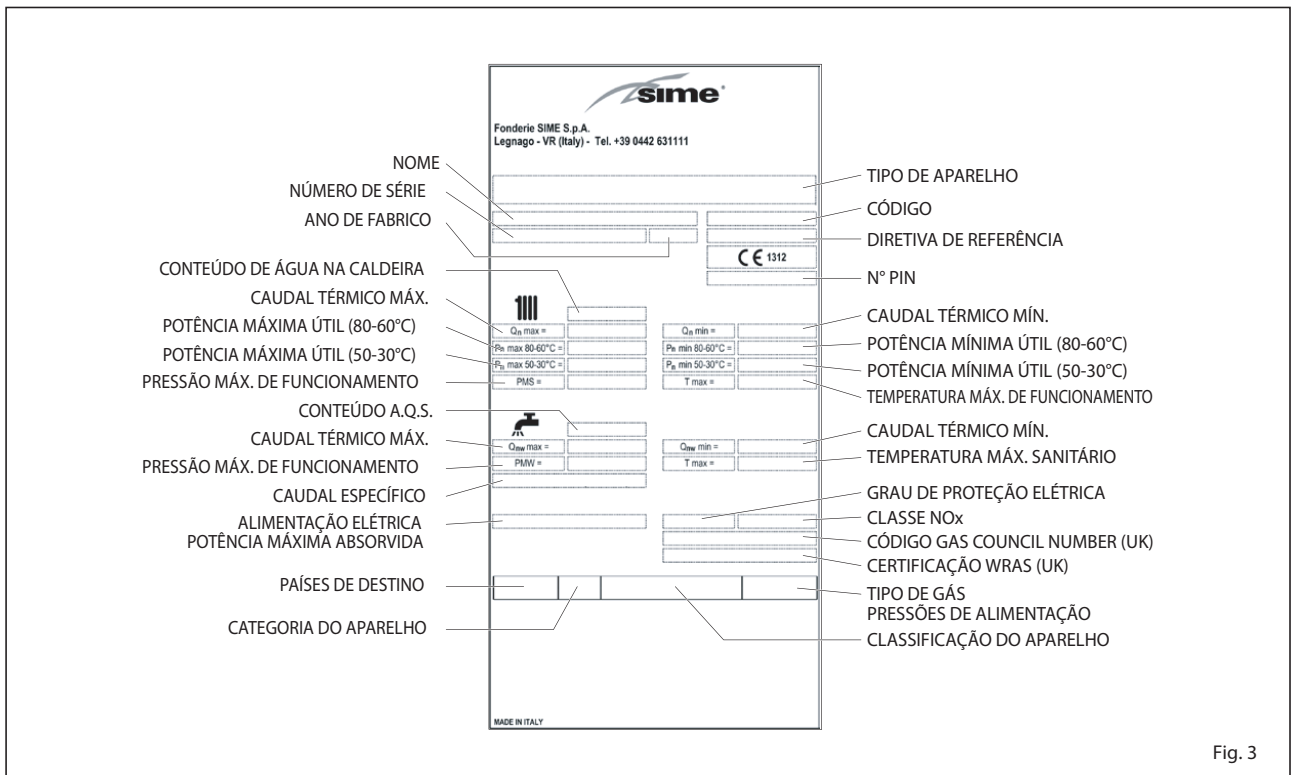 sime
Fonderie SIME S.p.A.
Legnago - VR (Italy) - Tel. +39 0442 631111
NOME
NÚMERO DE SÉRIE
ANO DE FABRICO
CONTEÚDO DE ÁGUA NA CALDEIRA
CAUDAL TÉRMICO MÁX.
POTÊNCIA MÁXIMA ÚTIL (80-60°C)
POTÊNCIA MÁXIMA ÚTIL (50-30°C)
PRESSÃO MÁX. DE FUNCIONAMENTO
CONTEÚDO A.Q.S.
CAUDAL TÉRMICO MÁX.
PRESSÃO MÁX. DE FUNCIONAMENTO
CAUDAL ESPECÍFICO
ALIMENTAÇÃO ELÉTRICA
POTÊNCIA MÁXIMA ABSORVIDA
PAÍSES DE DESTINO
CATEGORIA DO APARELHO
CE 1312
Qn max =
Pn max 80-60°C =
Pn max 50-30°C =
PMS =
Qn min =
Pn min 80-60°C =
Pn min 50-30°C =
T max =
Qnw max =
PMW =
Qnw min =
T max =
MADE IN ITALY
TIPO DE APARELHO
CÓDIGO
DIRETIVA DE REFERÊNCIA
N° PIN
CAUDAL TÉRMICO MÍN.
POTÊNCIA MÍNIMA ÚTIL (80-60°C)
POTÊNCIA MÍNIMA ÚTIL (50-30°C)
TEMPERATURA MÁX. DE FUNCIONAMENTO
CAUDAL TÉRMICO MÍN.
TEMPERATURA MÁX. SANITÁRIO
GRAU DE PROTEÇÃO ELÉTRICA
CLASSE NOx
CÓDIGO GAS COUNCIL NUMBER (UK)
CERTIFICAÇÃO WRAS (UK)
TIPO DE GÁS
PRESSÕES DE ALIMENTAÇÃO
CLASSIFICAÇÃO DO APARELHO
Fig. 3